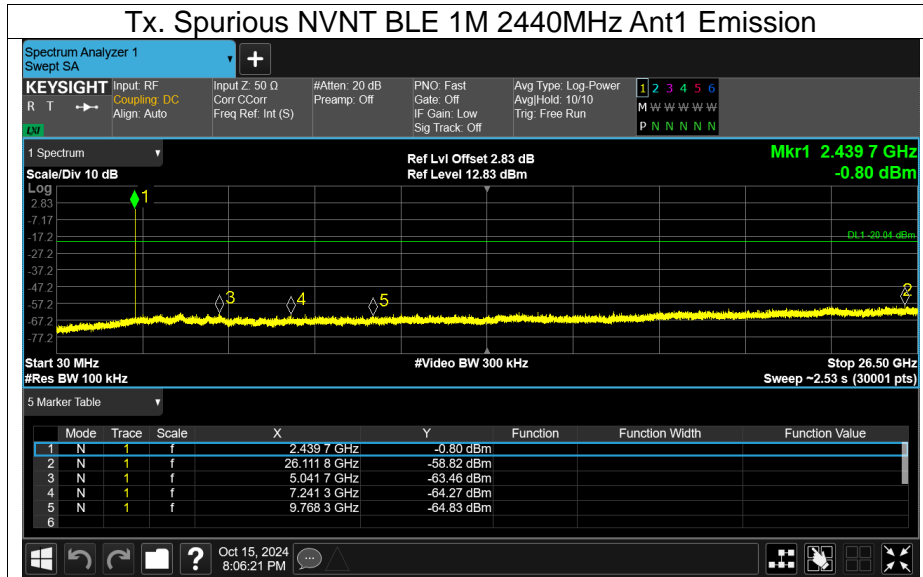 Tx. Spurious NVNT BLE 1M 2440MHz Ant1 Emission
Spectrum Analyzer 1
Swept SA
KEYSIGHT
R T
LXI
Input: RF
Coupling: DC
Align: Auto
Input Z: 50 Ω
Corr CCorr
Freq Ref: Int (S)
#Atten: 20 dB
Preamp: Off
PNO: Fast
Gate: Off
IF Gain: Low
Sig Track: Off
Avg Type: Log-Power
Avg|Hold: 10/10
Trig: Free Run
1 2 3 4 5 6
M W W W W W
P N N N N N
1 Spectrum
Scale/Div 10 dB
Ref Lvl Offset 2.83 dB
Ref Level 12.83 dBm
Mkr1 2.439 7 GHz
-0.80 dBm
Log
2.83
-7.17
-17.2
-27.2
-37.2
-47.2
-57.2
-67.2
-77.2
1
DL1 -20.04 dBm
3
4
5
2
Start 30 MHz
#Res BW 100 kHz
#Video BW 300 kHz
Stop 26.50 GHz
Sweep ~2.53 s (30001 pts)
5 Marker Table
Mode Trace Scale X Y Function Function Width Function Value
1 N 1 f 2.439 7 GHz -0.80 dBm
2 N 1 f 26.111 8 GHz -58.82 dBm
3 N 1 f 5.041 7 GHz -63.46 dBm
4 N 1 f 7.241 3 GHz -64.27 dBm
5 N 1 f 9.768 3 GHz -64.83 dBm
6
?
Oct 15, 2024
8:06:21 PM